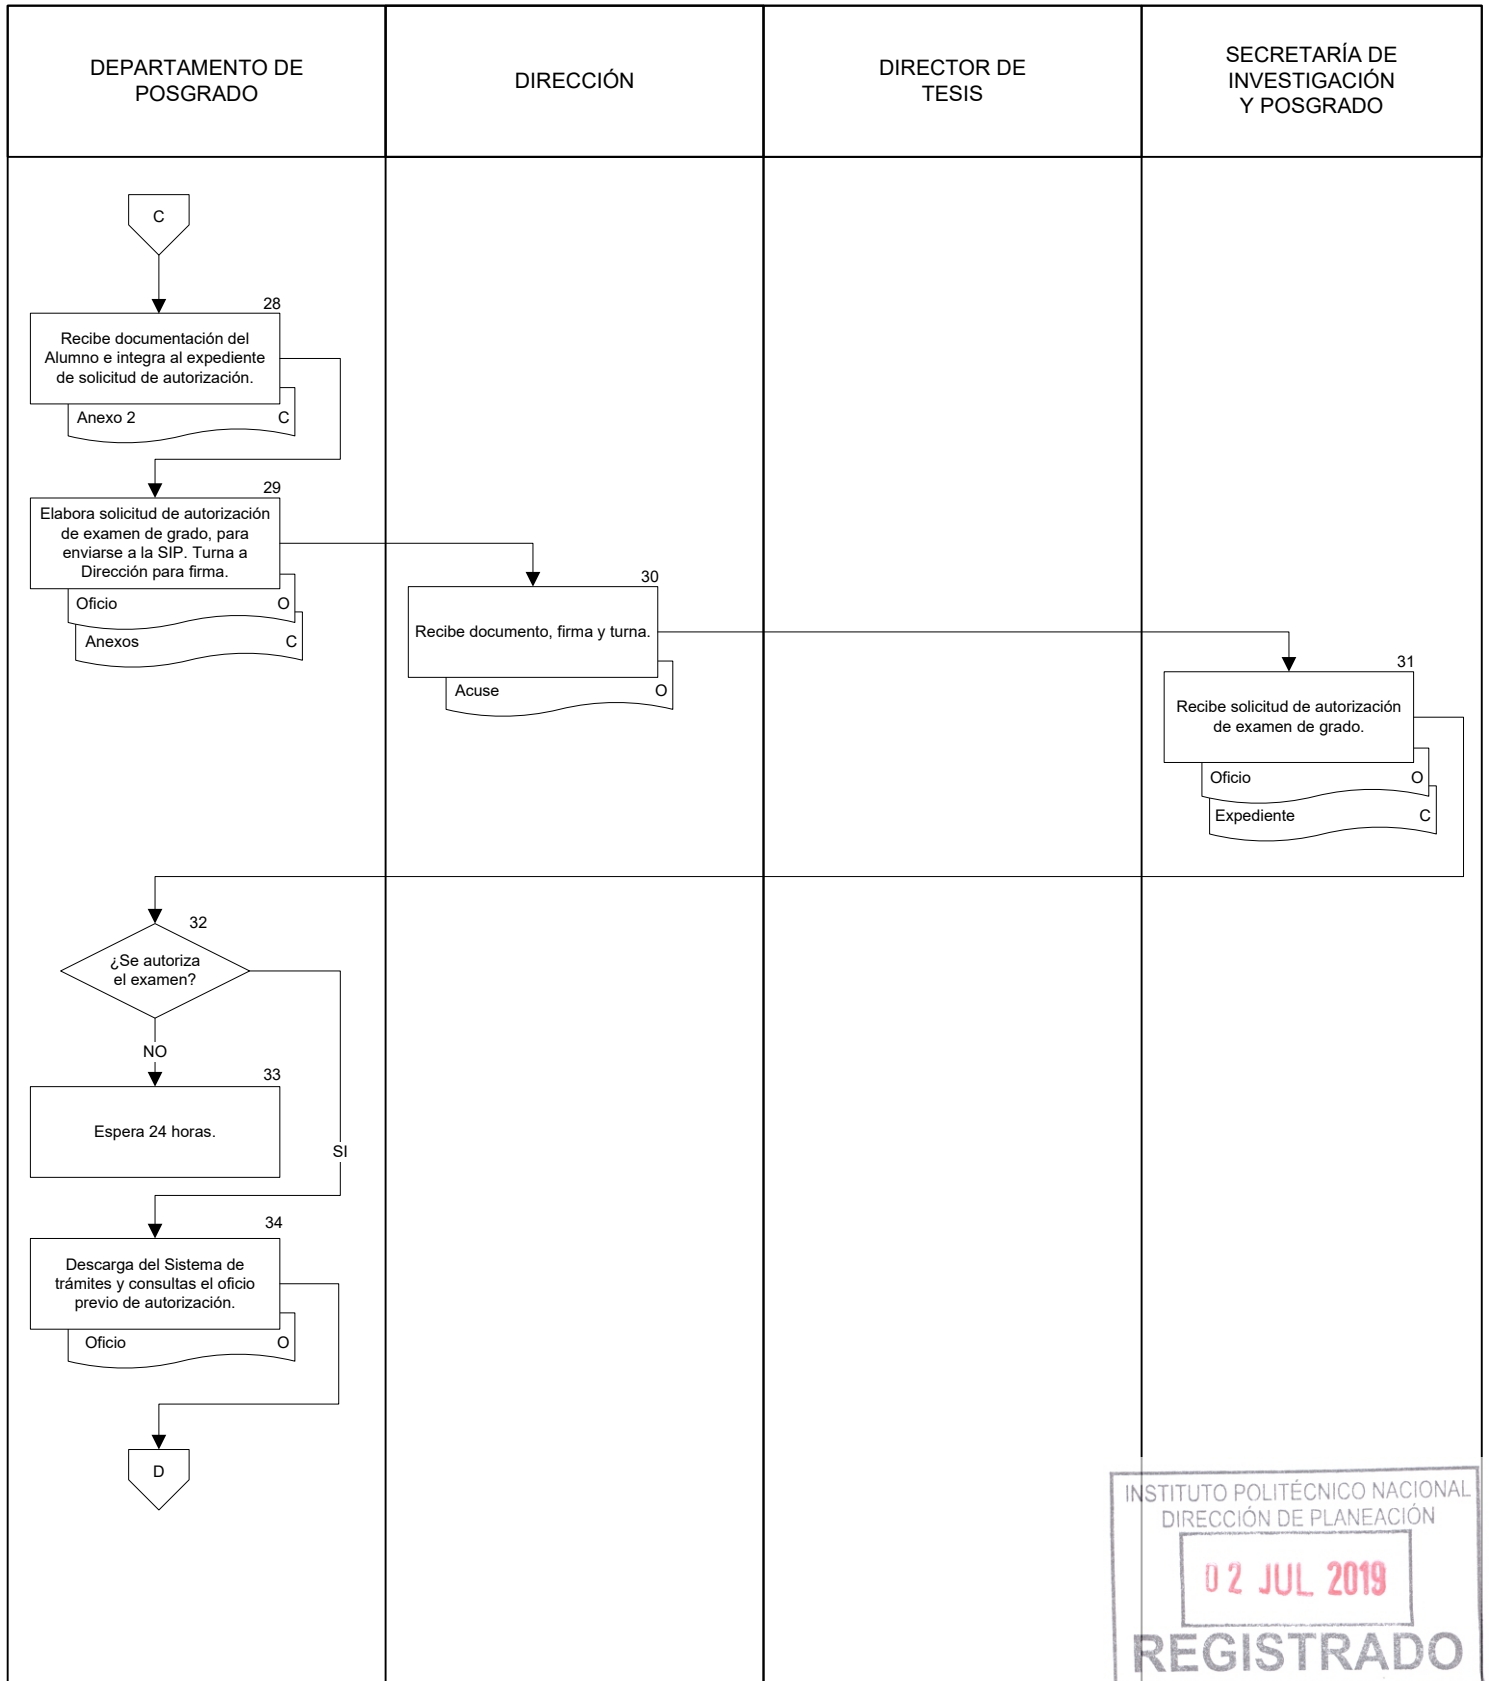 DEPARTAMENTO DE
POSGRADO
DIRECCIÓN
DIRECTOR DE
TESIS
SECRETARÍA DE
INVESTIGACIÓN
Y POSGRADO
C
28
Recibe documentación del
Alumno e integra al expediente
de solicitud de autorización.
Anexo 2 C
29
Elabora solicitud de autorización
de examen de grado, para
enviarse a la SIP. Turna a
Dirección para firma.
Oficio O
Anexos C
30
Recibe documento, firma y turna.
Acuse O
31
Recibe solicitud de autorización
de examen de grado.
Oficio O
Expediente C
32
¿Se autoriza
el examen?
NO
33
Espera 24 horas.
SI
34
Descarga del Sistema de
trámites y consultas el oficio
previo de autorización.
Oficio O
D
INSTITUTO POLITÉCNICO NACIONAL
DIRECCIÓN DE PLANEACIÓN
02 JUL 2019
REGISTRADO